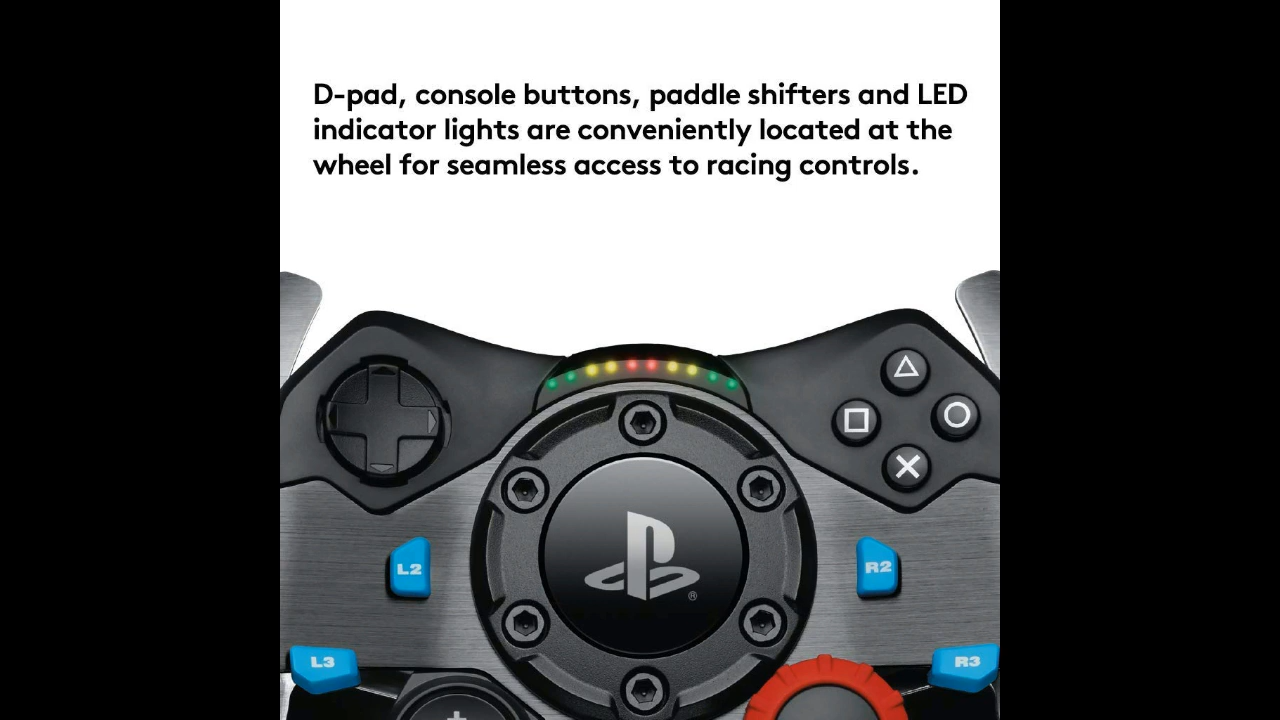 D-pad, console buttons, paddle shifters and LED
indicator lights are conveniently located at the
wheel for seamless access to racing controls.
L2
R2
®
L3
R3
+